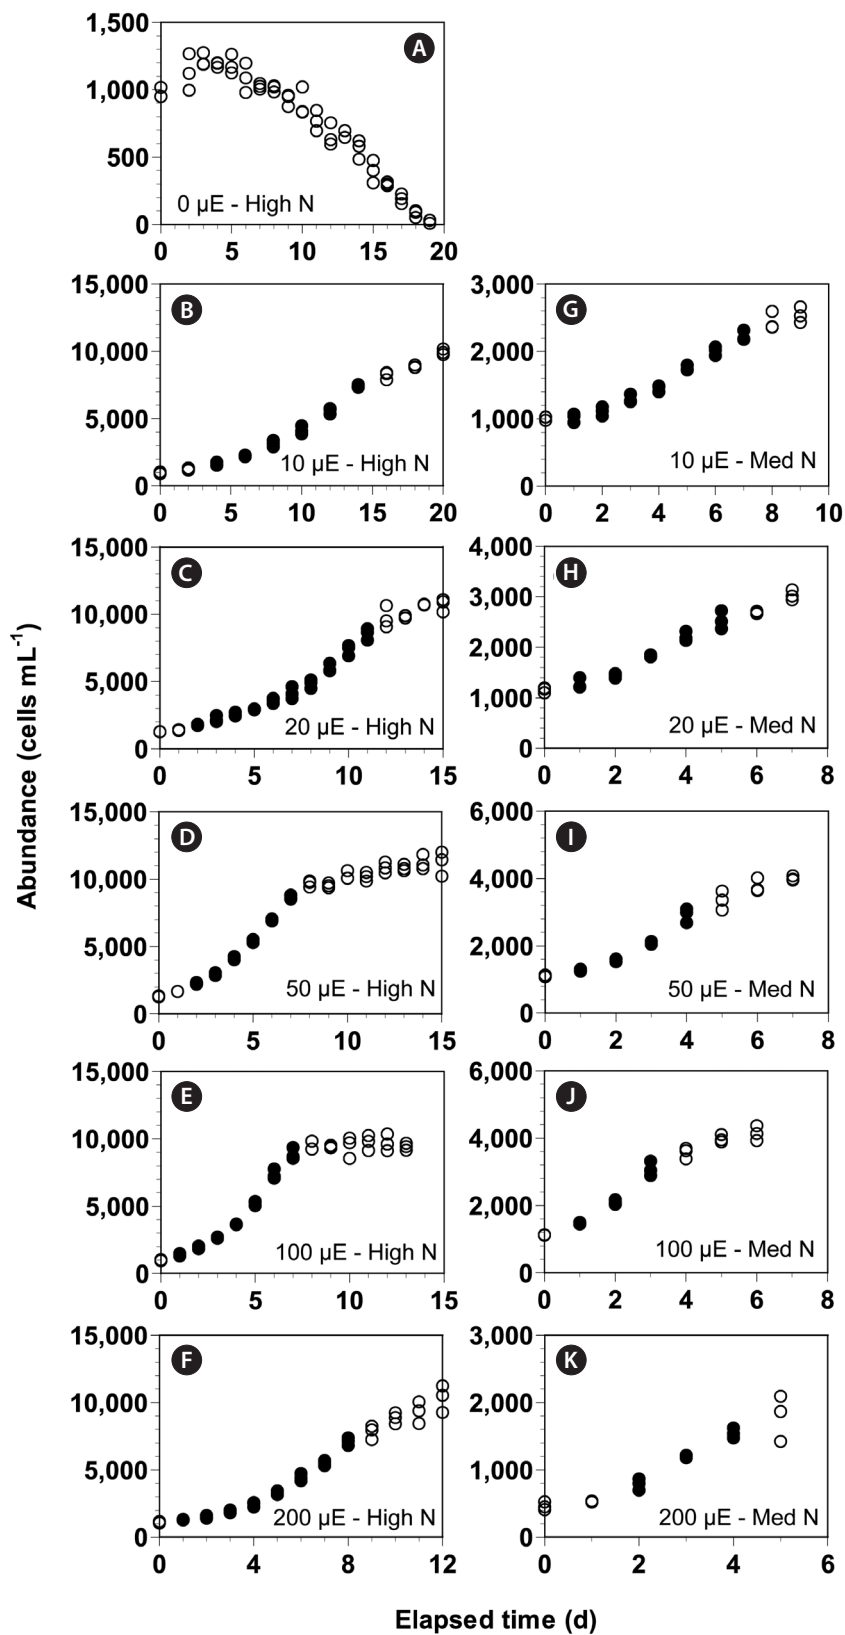 Abundance (cells mL-1)
A
1,500
1,000
500
0
0 µE - High N
0 5 10 15 20
B
15,000
10,000
5,000
0
10 µE - High N
0 5 10 15 20
G
3,000
2,000
1,000
0
10 µE - Med N
0 2 4 6 8 10
C
15,000
10,000
5,000
0
20 µE - High N
0 5 10 15
H
4,000
3,000
2,000
1,000
0
20 µE - Med N
0 2 4 6 8
D
15,000
10,000
5,000
0
50 µE - High N
0 5 10 15
I
6,000
4,000
2,000
0
50 µE - Med N
0 2 4 6 8
E
15,000
10,000
5,000
0
100 µE - High N
0 5 10 15
J
6,000
4,000
2,000
0
100 µE - Med N
0 2 4 6 8
F
15,000
10,000
5,000
0
200 µE - High N
0 4 8 12
K
3,000
2,000
1,000
0
200 µE - Med N
0 2 4 6
Elapsed time (d)